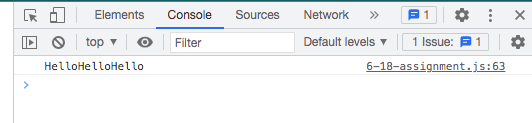 Elements Console Sources Network » 1
top Filter Default levels 1 Issue: 1
HelloHelloHello 6-18-assignment.js:63